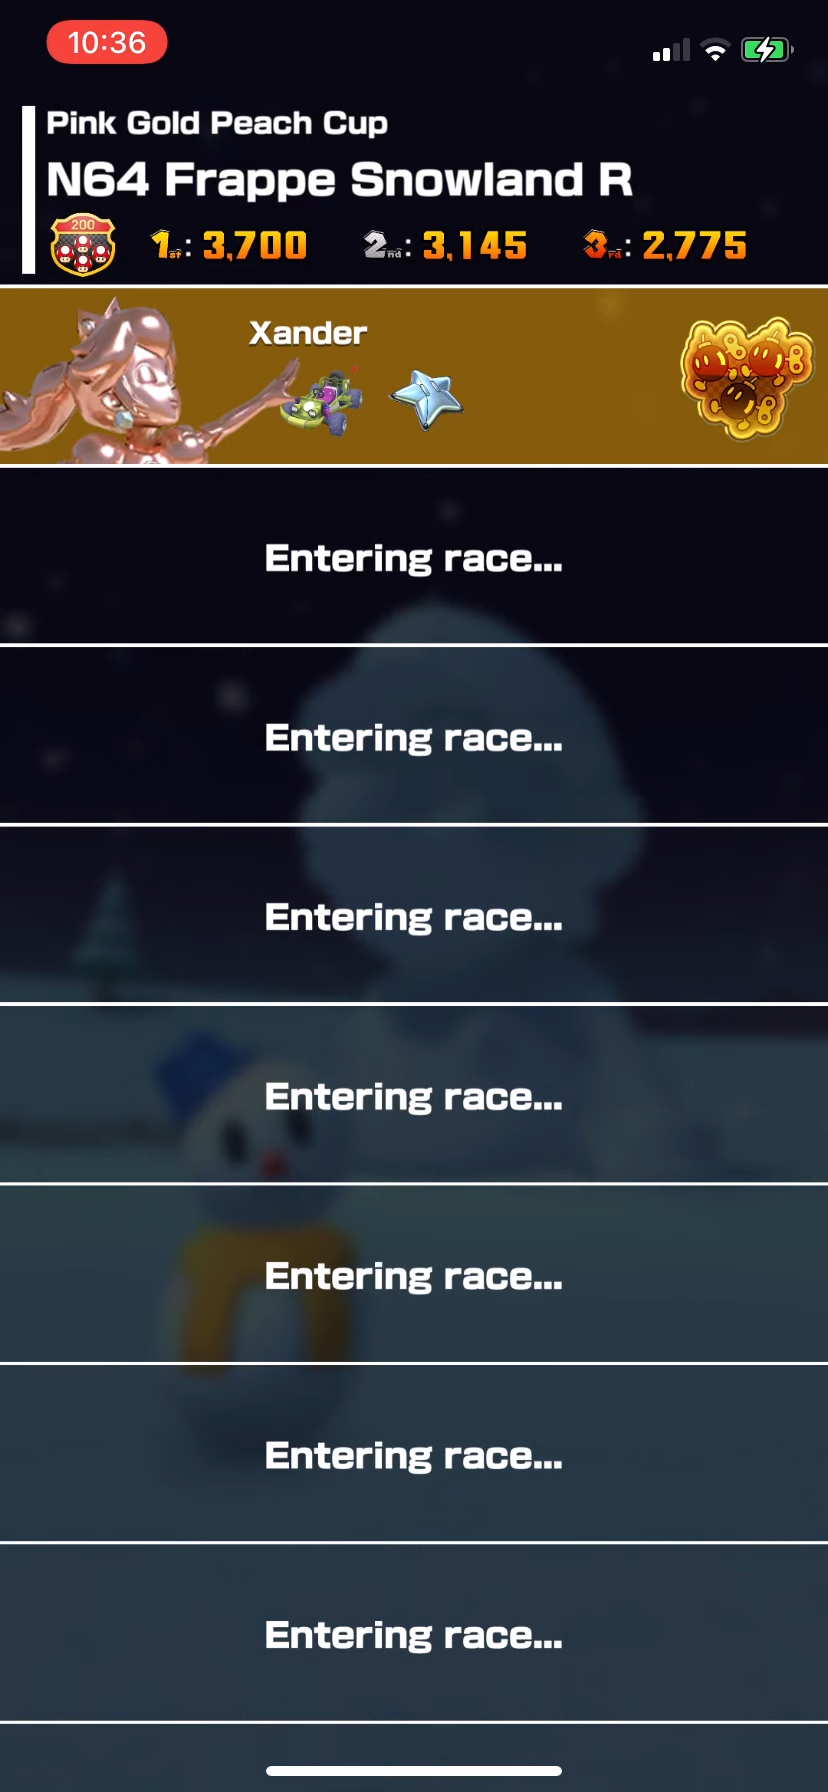 10:36
Pink Gold Peach Cup
N64 Frappe Snowland R
200 1st: 3,700 2nd: 3,145 3rd: 2,775
Xander
Entering race...
Entering race...
Entering race...
Entering race...
Entering race...
Entering race...
Entering race...